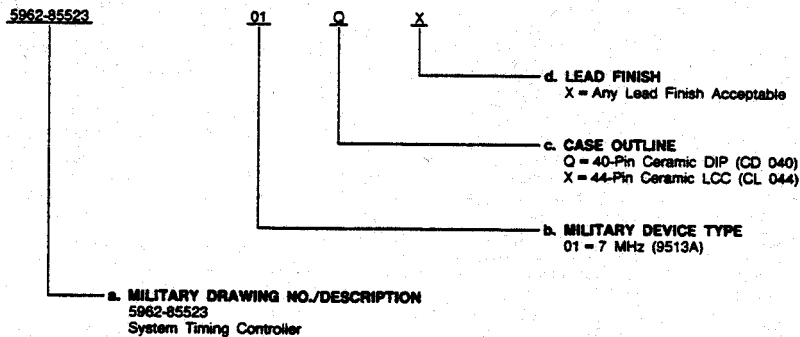 5962-85523 01 Q X
d. LEAD FINISH
X = Any Lead Finish Acceptable
c. CASE OUTLINE
Q = 40-Pin Ceramic DIP (CD 040)
X = 44-Pin Ceramic LCC (CL 044)
b. MILITARY DEVICE TYPE
01 = 7 MHz (9513A)
a. MILITARY DRAWING NO./DESCRIPTION
5962-85523
System Timing Controller